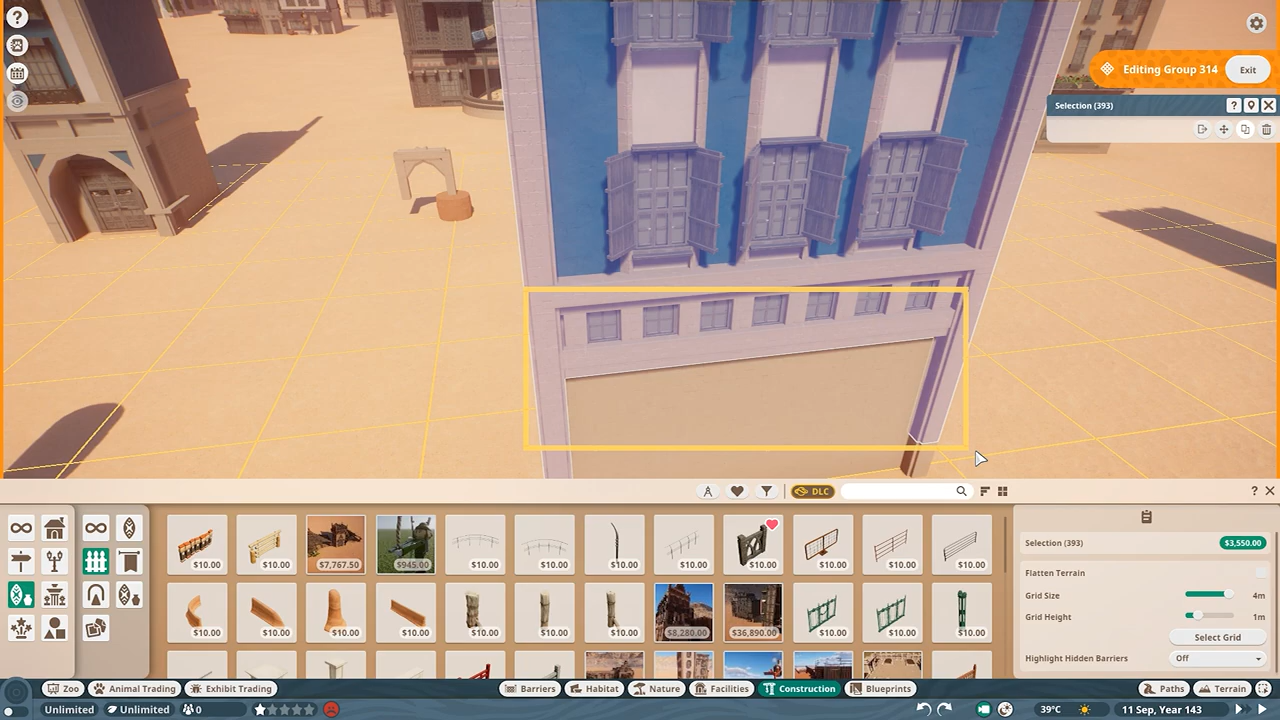 ?
Editing Group 314
Exit
Selection (393)
?
DLC
?
$10.00 $10.00 $7,767.50 $945.00 $10.00 $10.00 $10.00 $10.00 $10.00 $10.00 $10.00 $10.00
$10.00 $10.00 $10.00 $10.00 $10.00 $10.00 $10.00 $8,280.00 $36,890.00 $10.00 $10.00 $10.00
Selection (393) $3,550.00
Flatten Terrain
Grid Size 4m
Grid Height 1m
Select Grid
Highlight Hidden Barriers Off
Zoo Animal Trading Exhibit Trading Barriers Habitat Nature Facilities Construction Blueprints Paths Terrain
Unlimited Unlimited 0 39°C 11 Sep, Year 143